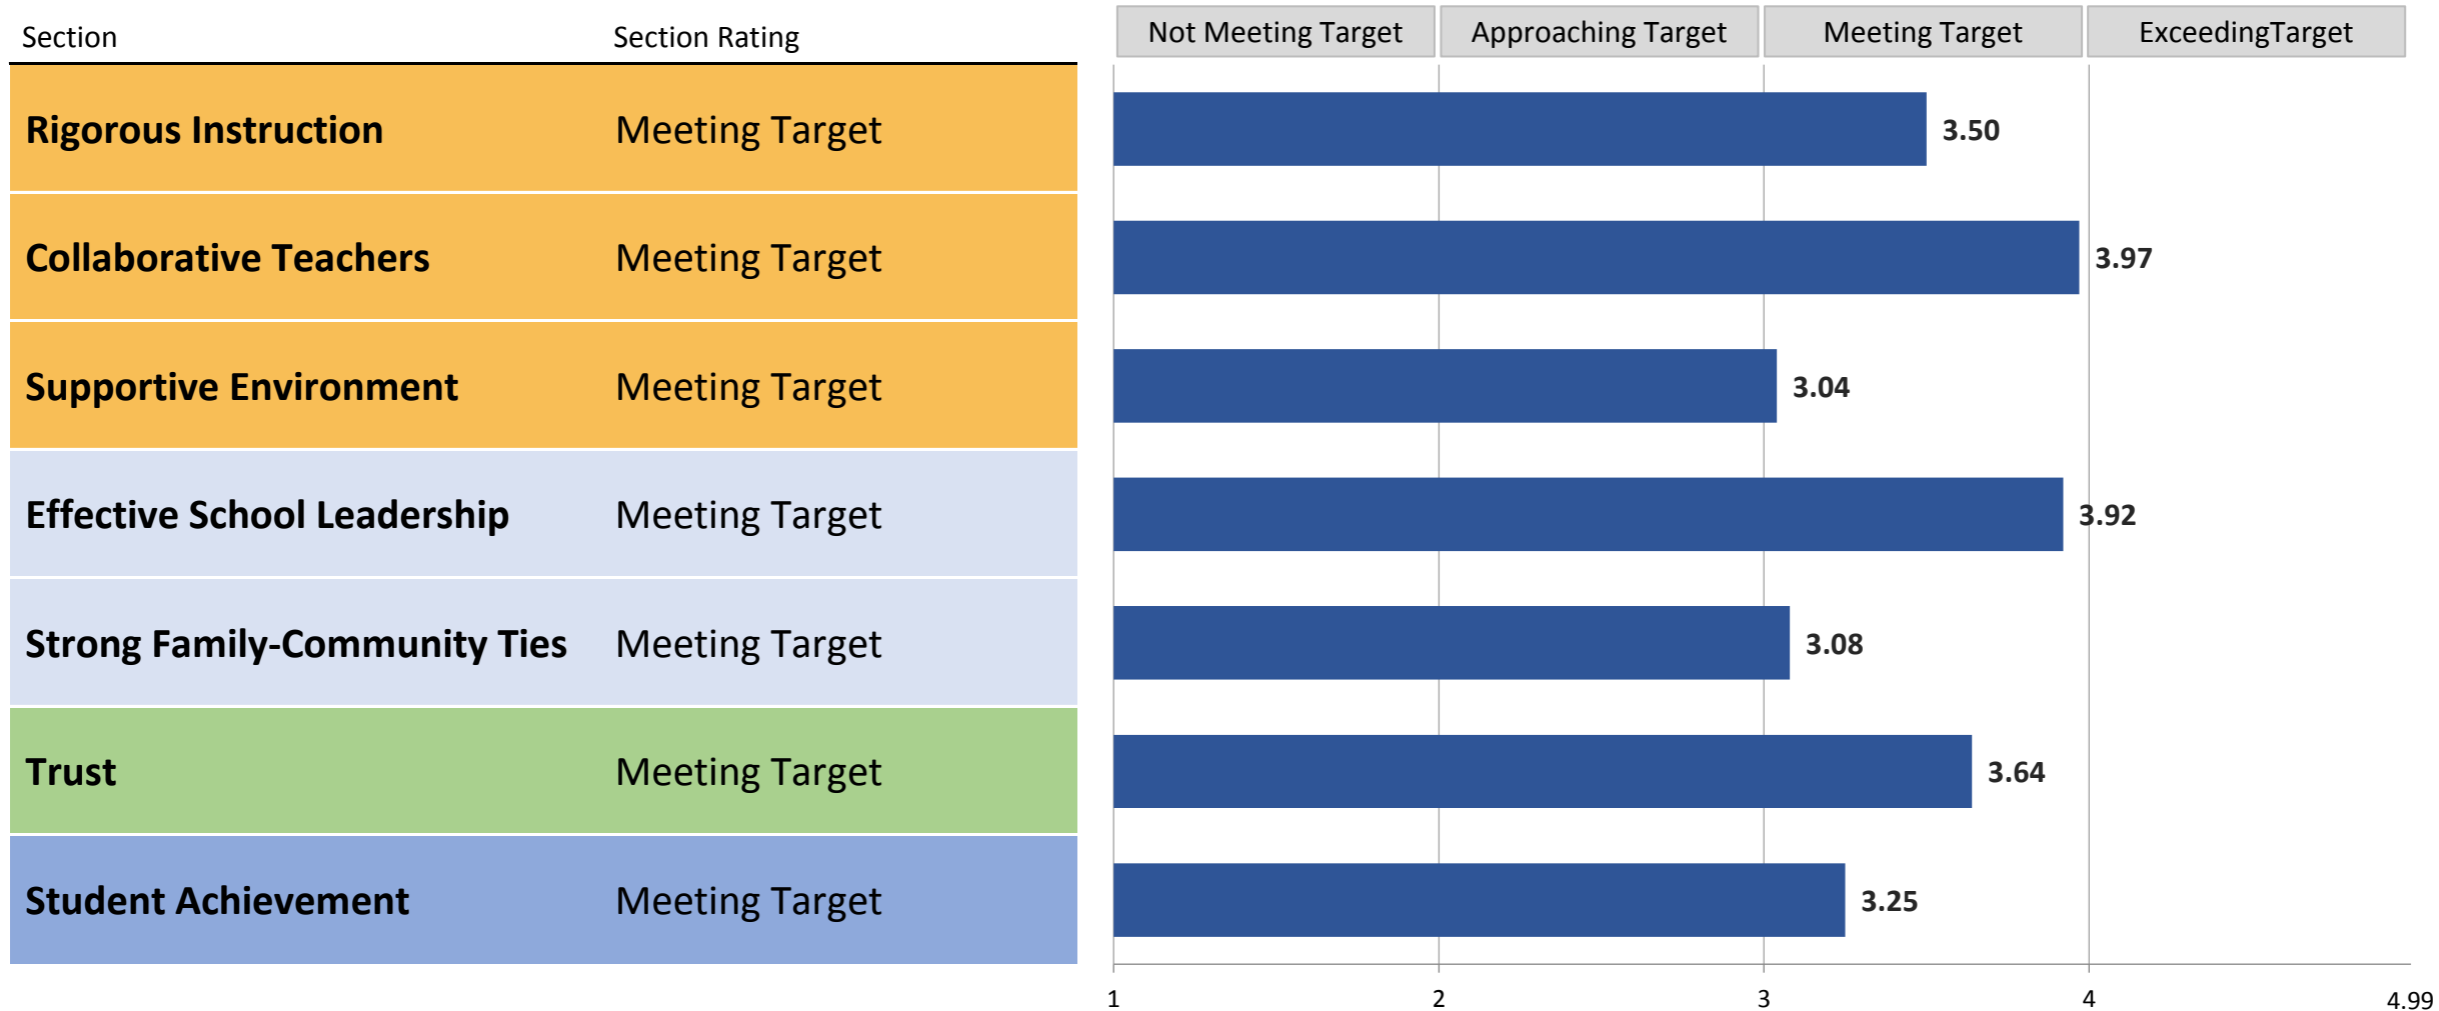 Section Section Rating Not Meeting Target Approaching Target Meeting Target ExceedingTarget
Rigorous Instruction Meeting Target 3.50
Collaborative Teachers Meeting Target 3.97
Supportive Environment Meeting Target 3.04
Effective School Leadership Meeting Target 3.92
Strong Family-Community Ties Meeting Target 3.08
Trust Meeting Target 3.64
Student Achievement Meeting Target 3.25
1 2 3 4 4.99